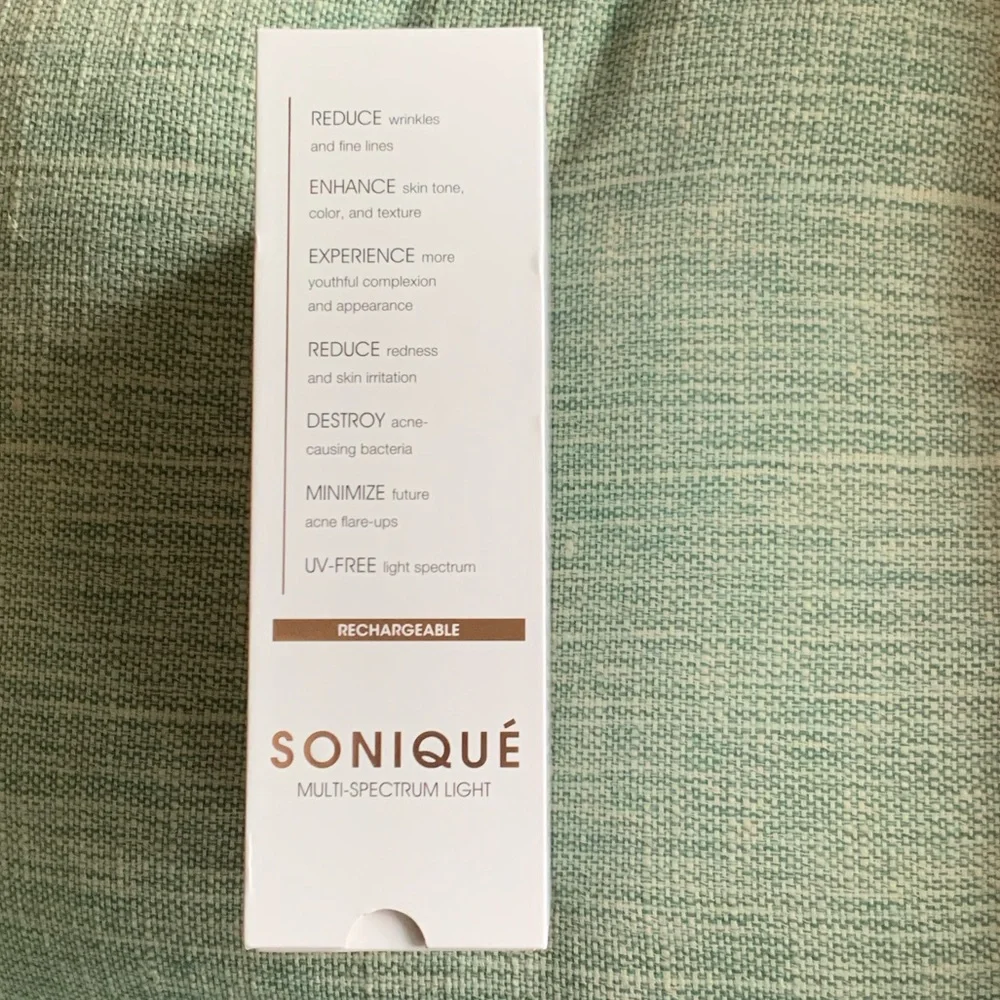 REDUCE wrinkles
and fine lines
ENHANCE skin tone,
color, and texture
EXPERIENCE more
youthful complexion
and appearance
REDUCE redness
and skin irritation
DESTROY acne-
causing bacteria
MINIMIZE future
acne flare-ups
UV-FREE light spectrum
RECHARGEABLE
SONIQUÉ
MULTI-SPECTRUM LIGHT